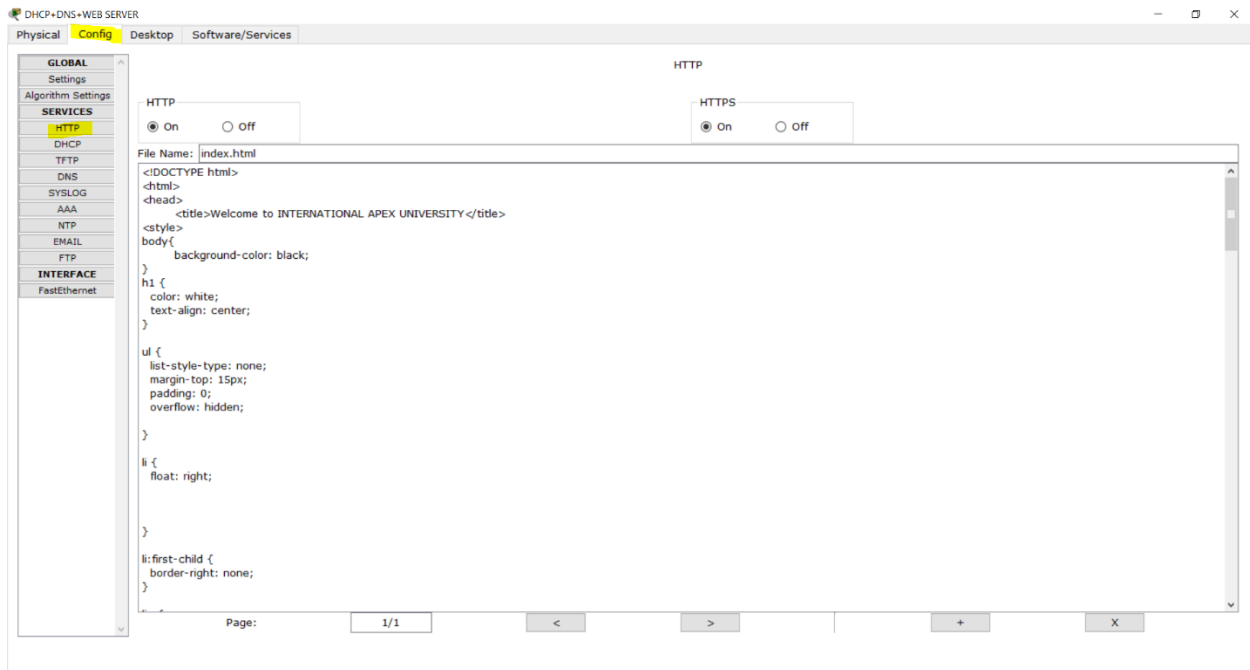 DHCP+DNS+WEB SERVER
Physical Config Desktop Software/Services
GLOBAL
Settings
Algorithm Settings
SERVICES
HTTP
DHCP
TFTP
DNS
SYSLOG
AAA
NTP
EMAIL
FTP
INTERFACE
FastEthernet
HTTP
HTTP
On Off
HTTPS
On Off
File Name: index.html
<!DOCTYPE html>
<html>
<head>
<title>Welcome to INTERNATIONAL APEX UNIVERSITY</title>
<style>
body{
background-color: black;
}
h1 {
color: white;
text-align: center;
}
ul {
list-style-type: none;
margin-top: 15px;
padding: 0;
overflow: hidden;
}
li {
float: right;
}
li:first-child {
border-right: none;
}
Page: 1/1 < > + X